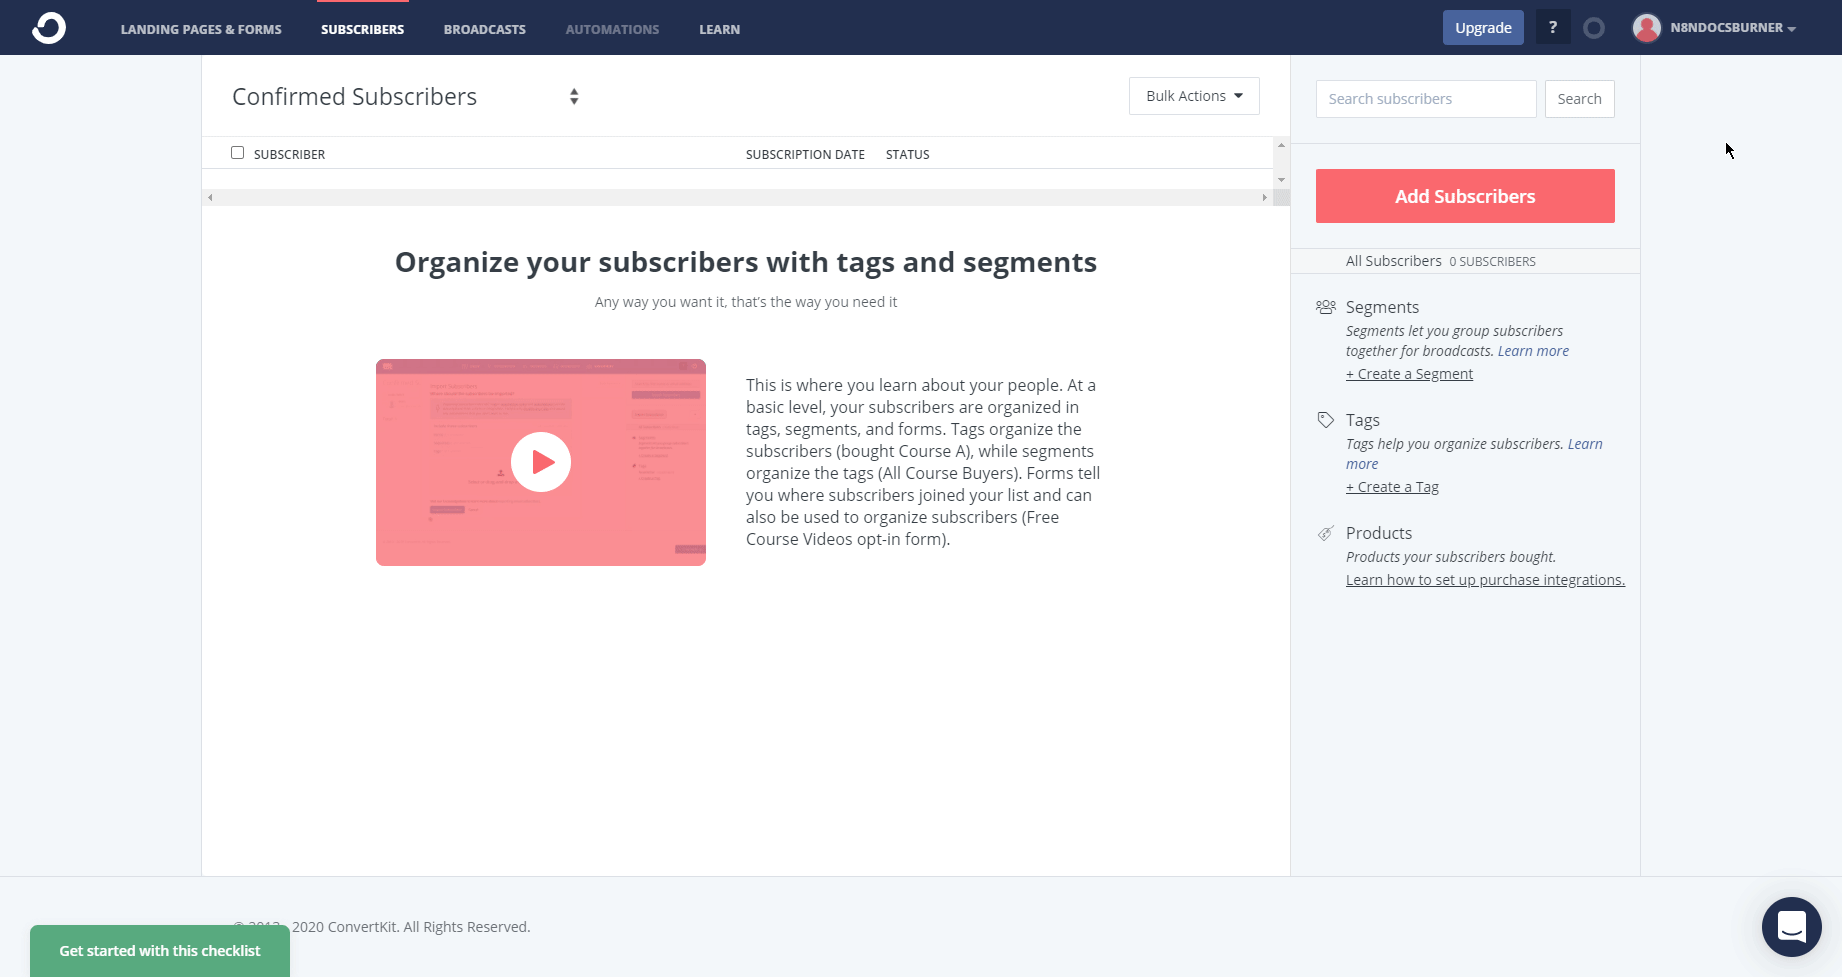 LANDING PAGES & FORMS
SUBSCRIBERS
BROADCASTS
AUTOMATIONS
LEARN
Upgrade
?
N8NDOCSBURNER
Confirmed Subscribers
Bulk Actions
SUBSCRIBER
SUBSCRIPTION DATE
STATUS
Organize your subscribers with tags and segments
Any way you want it, that's the way you need it
This is where you learn about your people. At a
basic level, your subscribers are organized in
tags, segments, and forms. Tags organize the
subscribers (bought Course A), while segments
organize the tags (All Course Buyers). Forms tell
you where subscribers joined your list and can
also be used to organize subscribers (Free
Course Videos opt-in form).
Search subscribers
Search
Add Subscribers
All Subscribers 0 SUBSCRIBERS
Segments
Segments let you group subscribers
together for broadcasts. Learn more
+ Create a Segment
Tags
Tags help you organize subscribers. Learn
more
+ Create a Tag
Products
Products your subscribers bought.
Learn how to set up purchase integrations.
2020 ConvertKit. All Rights Reserved.
Get started with this checklist